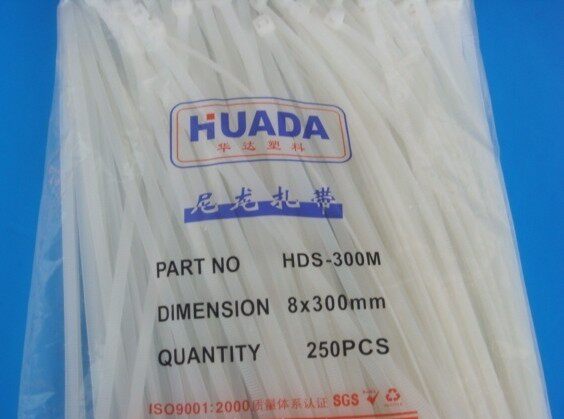 HUADA
华达塑料
尼龙扎带
PART NO HDS-300M
DIMENSION 8x300mm
QUANTITY 250PCS
ISO9001:2000质量体系认证 SGS